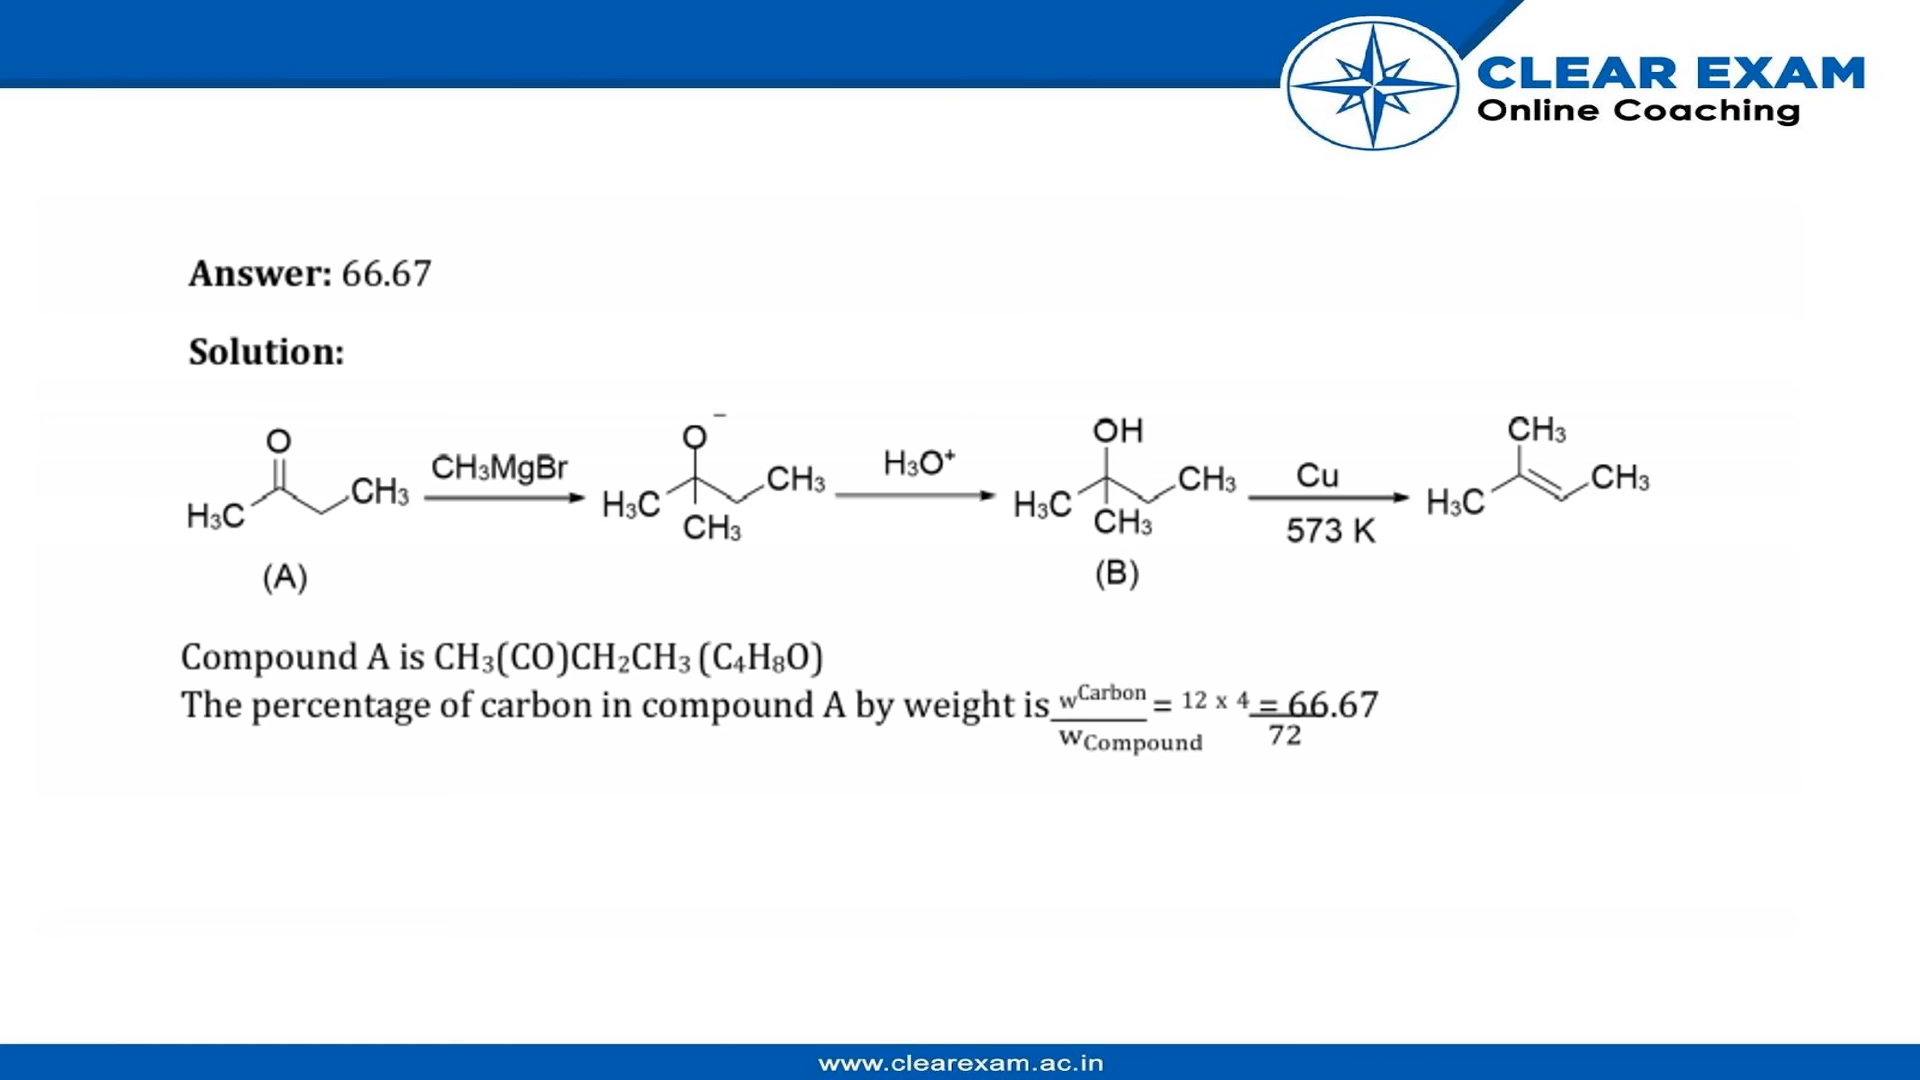 CLEAR EXAM
Online Coaching
Answer: 66.67
Solution:
O
H₃C
CH₃
CH₃MgBr
O⁻
H₃C
CH₃
CH₃
H₃O⁺
OH
H₃C
CH₃
CH₃
Cu
573 K
CH₃
H₃C
CH₃
(A)
(B)
Compound A is CH₃(CO)CH₂CH₃ (C₄H₈O)
The percentage of carbon in compound A by weight is wCarbon = 12 x 4 = 66.67
wCompound 72
www.clearexam.ac.in